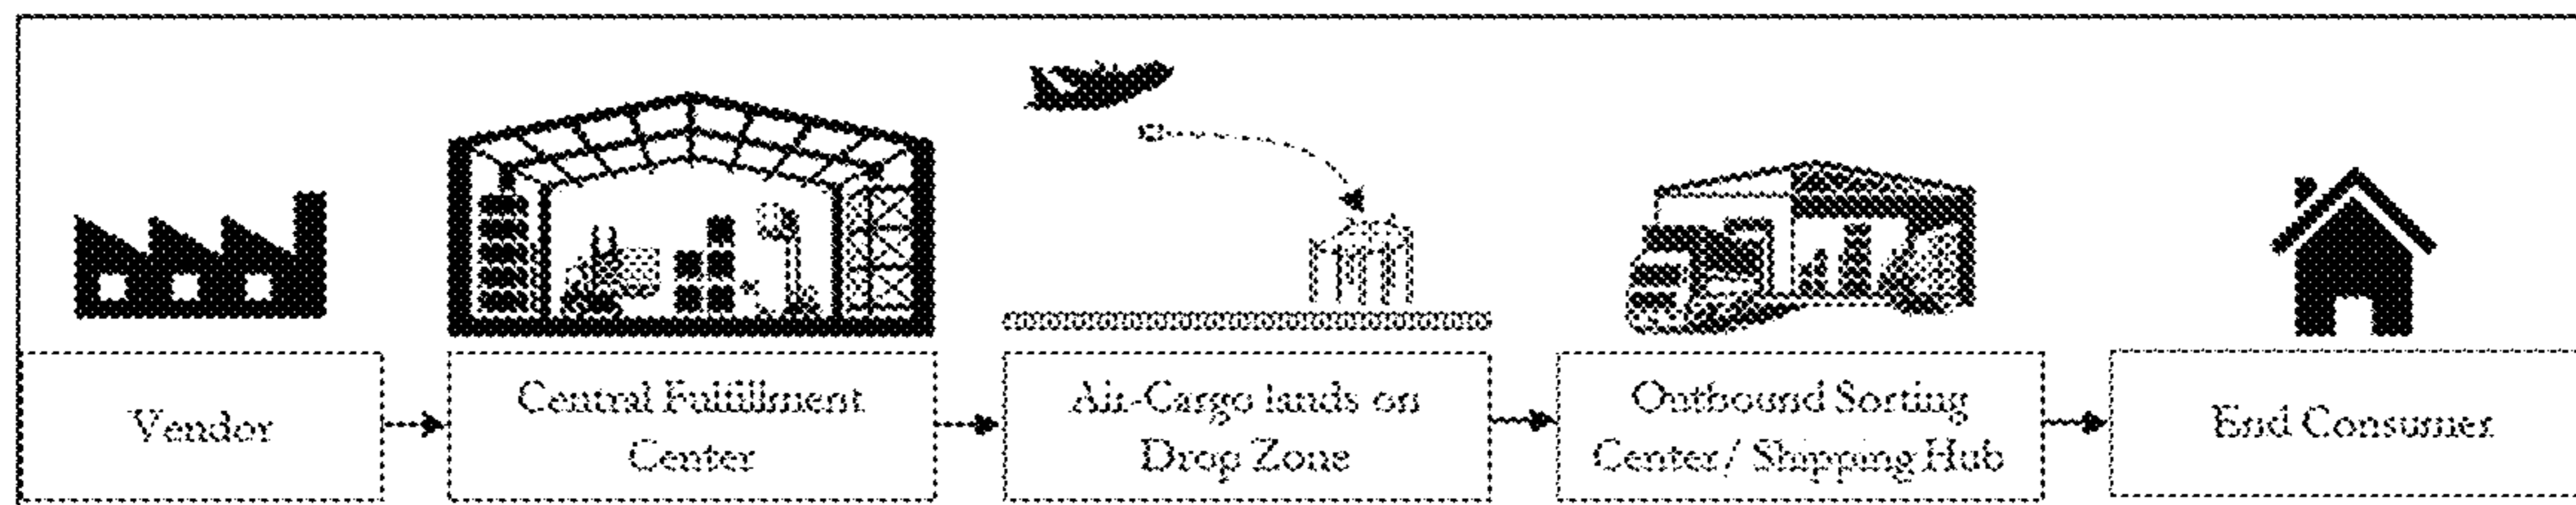 Vendor
Central Fulfillment
Center
Air-Cargo lands on
Drop Zone
Outbound Sorting
Center/ Shipping Hub
End Consumer